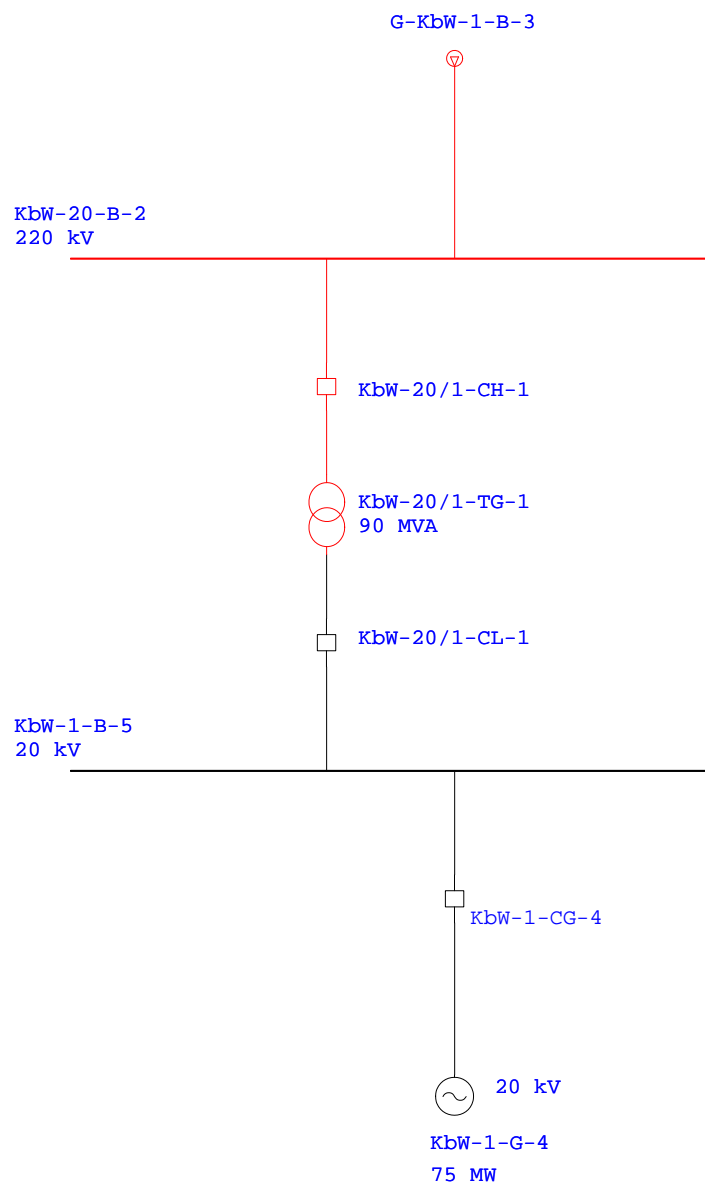 G-KbW-1-B-3
KbW-20-B-2
220 kV
KbW-20/1-CH-1
KbW-20/1-TG-1
90 MVA
KbW-20/1-CL-1
KbW-1-B-5
20 kV
KbW-1-CG-4
20 kV
KbW-1-G-4
75 MW